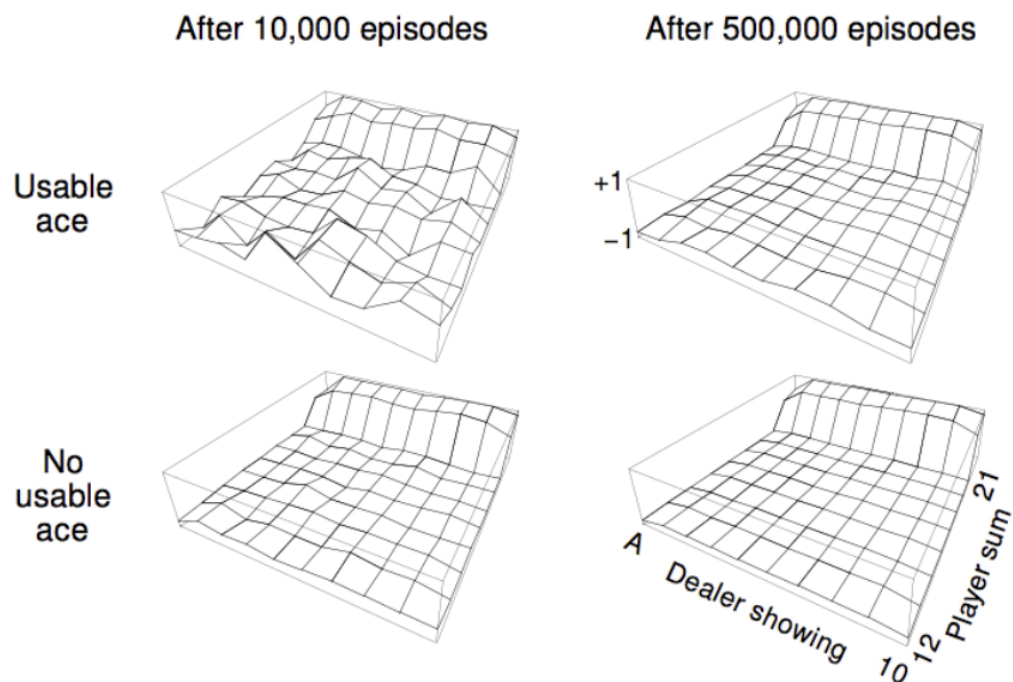 After 10,000 episodes
After 500,000 episodes
Usable
ace
+1
−1
No
usable
ace
A
Dealer showing
10
12
Player sum
21